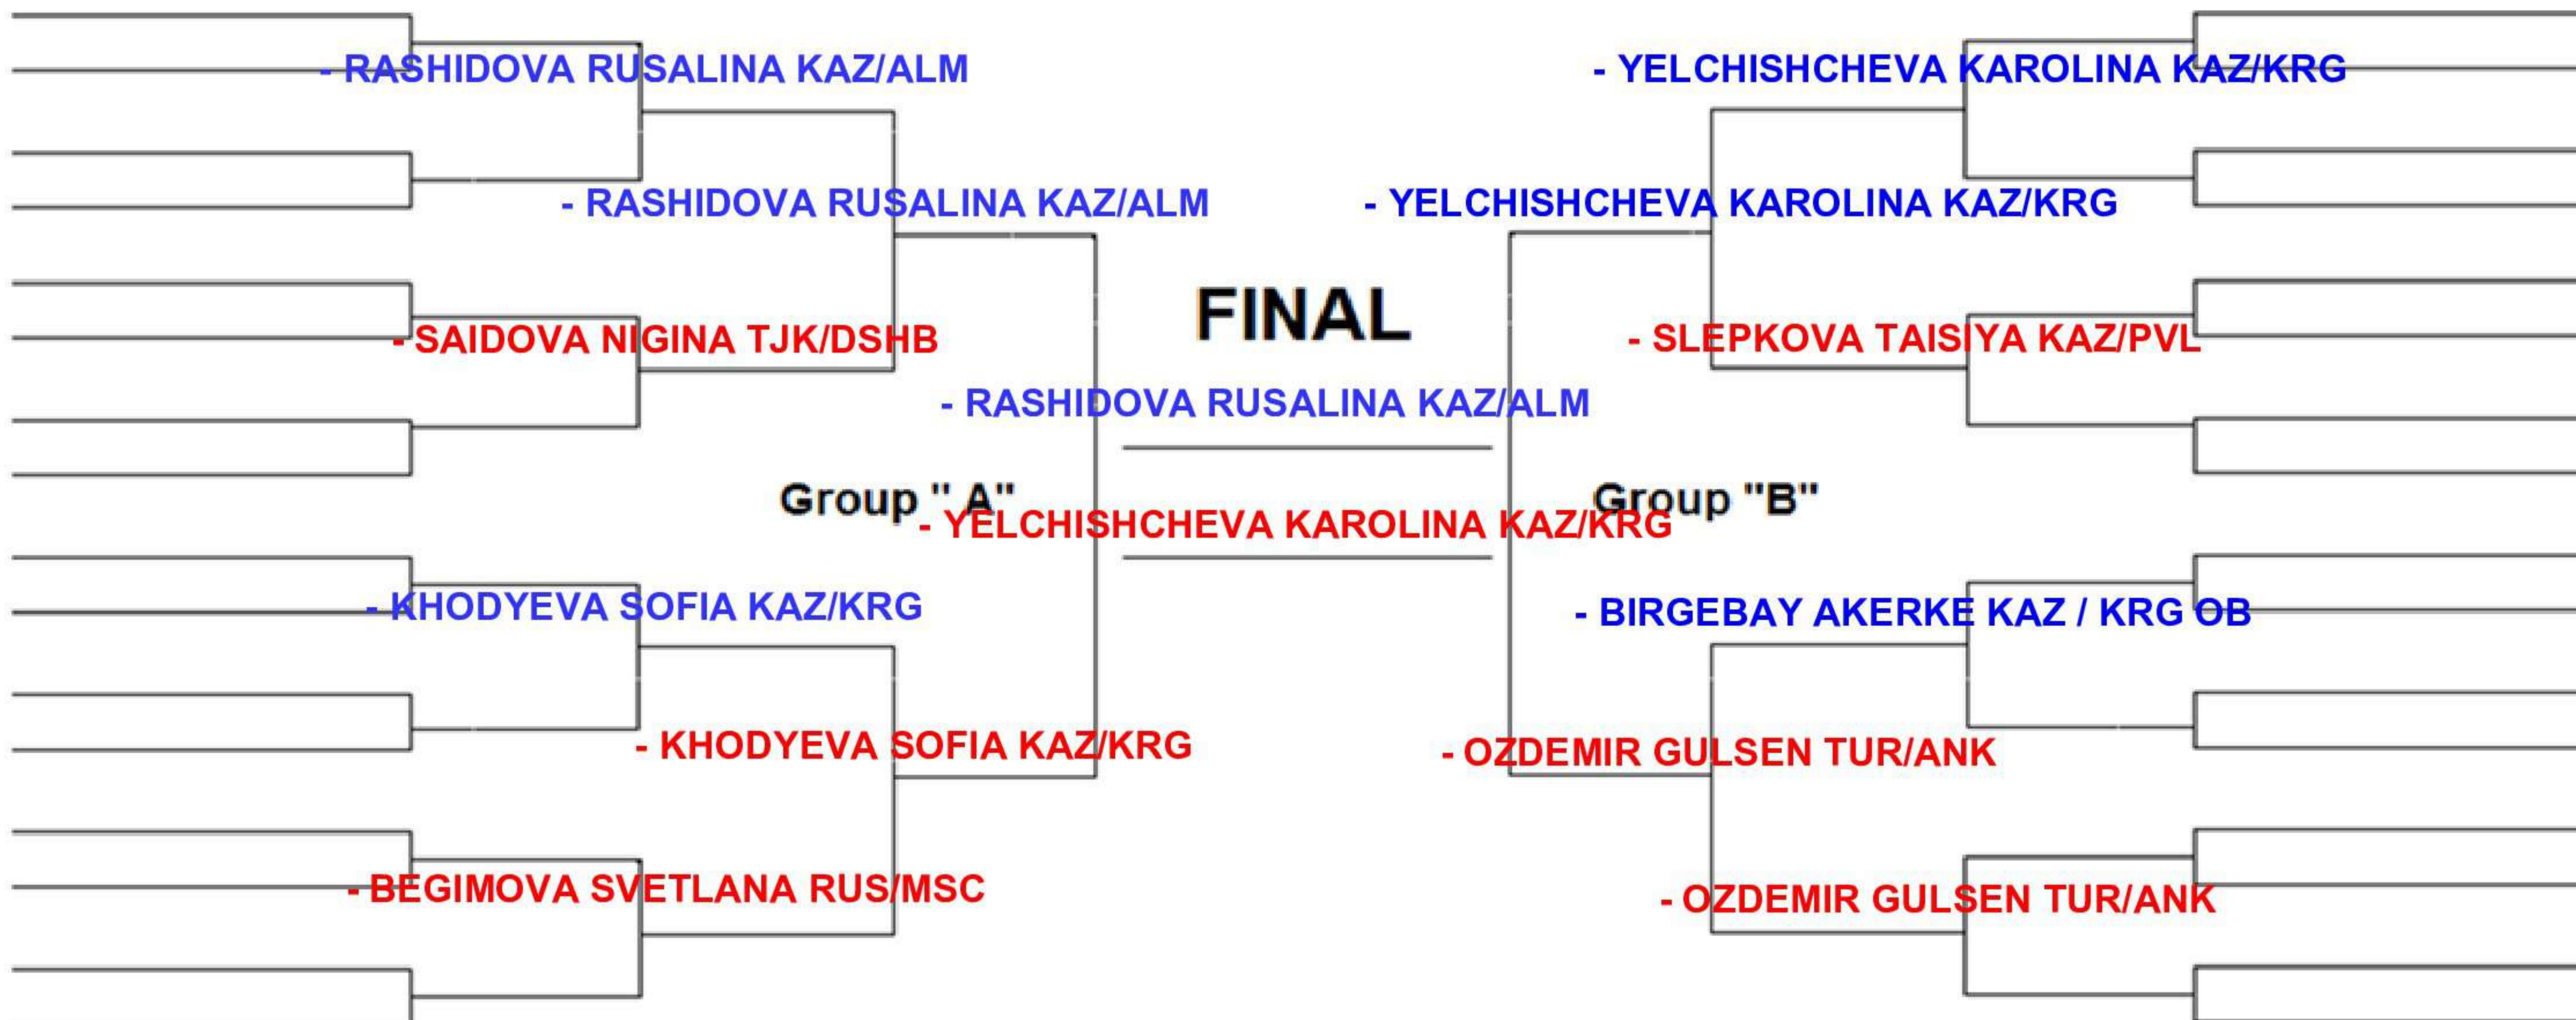 - RASHIDOVA RUSALINA KAZ/ALM
- YELCHISHCHEVA KAROLINA KAZ/KRG
- RASHIDOVA RUSALINA KAZ/ALM
- YELCHISHCHEVA KAROLINA KAZ/KRG
FINAL
- SAIDOVA NIGINA TJK/DSHB
- SLEPKOVA TAISIYA KAZ/PVL
- RASHIDOVA RUSALINA KAZ/ALM
Group " A"
Group "B"
- YELCHISHCHEVA KAROLINA KAZ/KRG
- KHODYEVA SOFIA KAZ/KRG
- BIRGEBAY AKERKE KAZ / KRG OB
- KHODYEVA SOFIA KAZ/KRG
- OZDEMIR GULSEN TUR/ANK
- BEGIMOVA SVETLANA RUS/MSC
- OZDEMIR GULSEN TUR/ANK